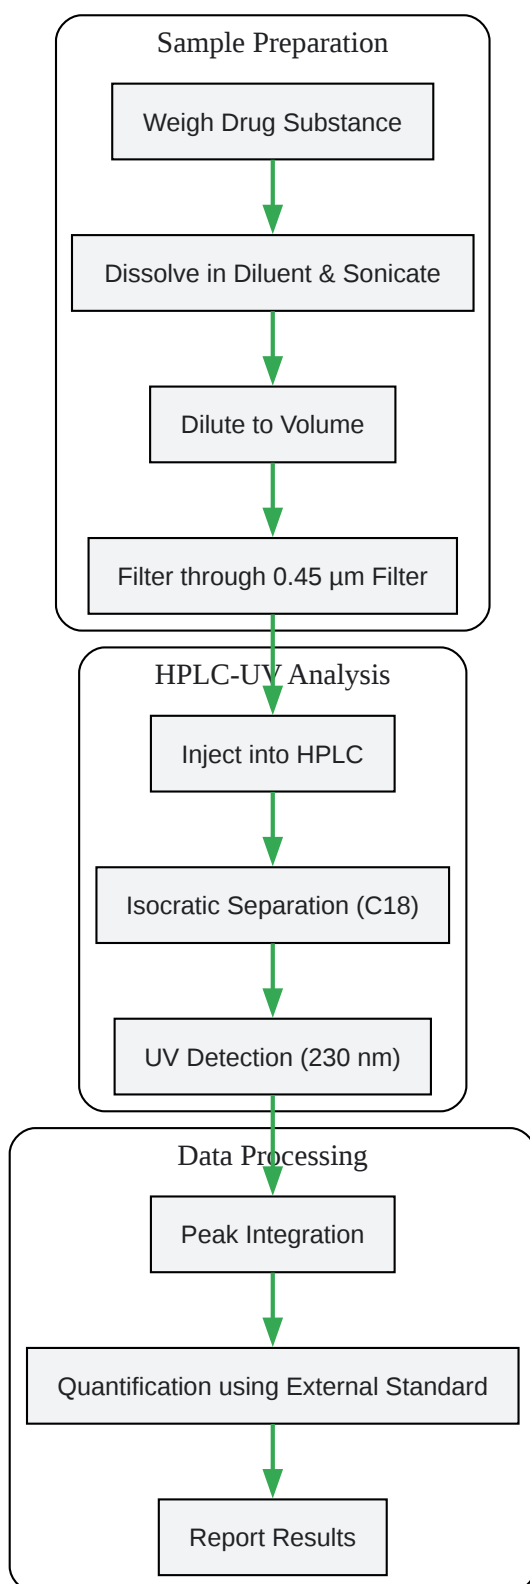 Sample Preparation
Weigh Drug Substance
Dissolve in Diluent & Sonicate
Dilute to Volume
Filter through 0.45 µm Filter
HPLC-UV Analysis
Inject into HPLC
Isocratic Separation (C18)
UV Detection (230 nm)
Data Processing
Peak Integration
Quantification using External Standard
Report Results